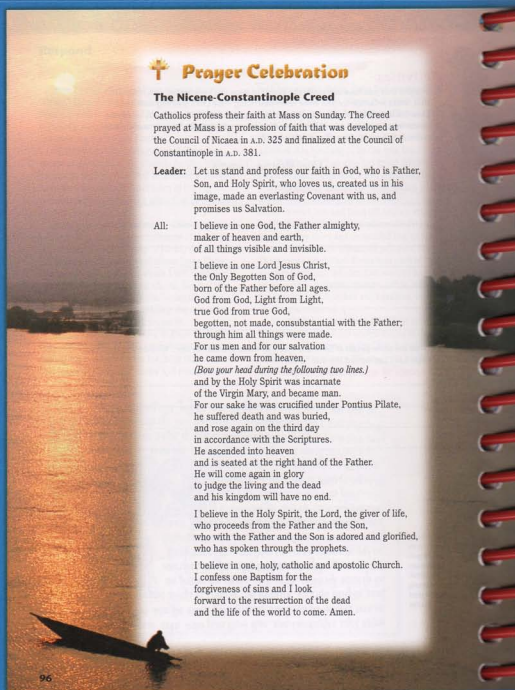 Prayer Celebration
The Nicene-Constantinople Creed
Catholics profess their faith at Mass on Sunday. The Creed
prayed at Mass is a profession of faith that was developed at
the Council of Nicaea in A.D. 325 and finalized at the Council of
Constantinople in A.D. 381.
Leader: Let us stand and profess our faith in God, who is Father,
Son, and Holy Spirit, who loves us, created us in his
image, made an everlasting Covenant with us, and
promises us Salvation.
All: I believe in one God, the Father almighty,
maker of heaven and earth,
of all things visible and invisible.
I believe in one Lord Jesus Christ,
the Only Begotten Son of God,
born of the Father before all ages.
God from God, Light from Light,
true God from true God,
begotten, not made, consubstantial with the Father;
through him all things were made.
For us men and for our salvation
he came down from heaven,
(Bow your head during the following two lines.)
and by the Holy Spirit was incarnate
of the Virgin Mary, and became man.
For our sake he was crucified under Pontius Pilate,
he suffered death and was buried,
and rose again on the third day
in accordance with the Scriptures.
He ascended into heaven
and is seated at the right hand of the Father.
He will come again in glory
to judge the living and the dead
and his kingdom will have no end.
I believe in the Holy Spirit, the Lord, the giver of life,
who proceeds from the Father and the Son,
who with the Father and the Son is adored and glorified,
who has spoken through the prophets.
I believe in one, holy, catholic and apostolic Church.
I confess one Baptism for the
forgiveness of sins and I look
forward to the resurrection of the dead
and the life of the world to come. Amen.
96